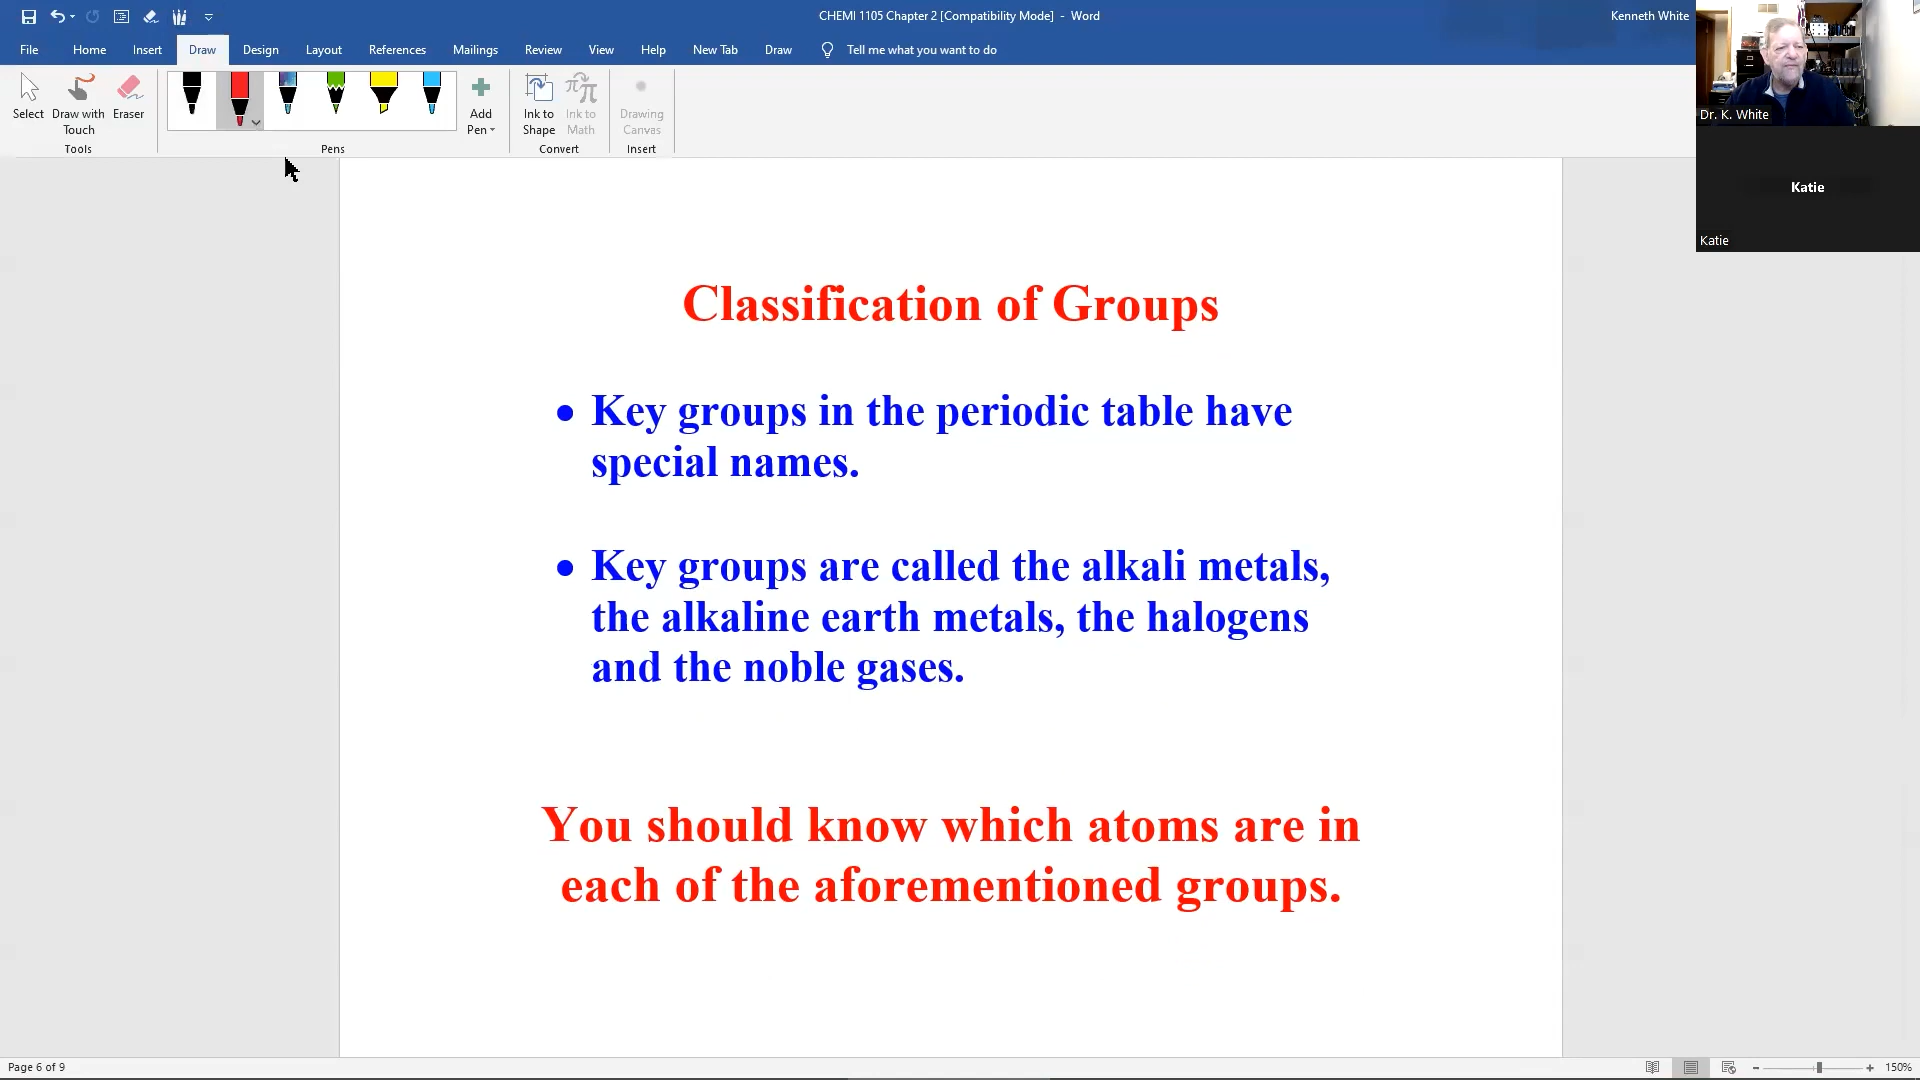 CHEMI 1105 Chapter 2 [Compatibility Mode] - Word
Kenneth White
File Home Insert Draw Design Layout References Mailings Review View Help New Tab Draw Tell me what you want to do
Select
Draw with Touch
Eraser
Add Pen
Ink to Shape
Ink to Math
Drawing Canvas
Tools
Pens
Convert
Insert
Dr. K. White
Katie
Katie
Classification of Groups
• Key groups in the periodic table have
special names.
• Key groups are called the alkali metals,
the alkaline earth metals, the halogens
and the noble gases.
You should know which atoms are in
each of the aforementioned groups.
Page 6 of 9
150%